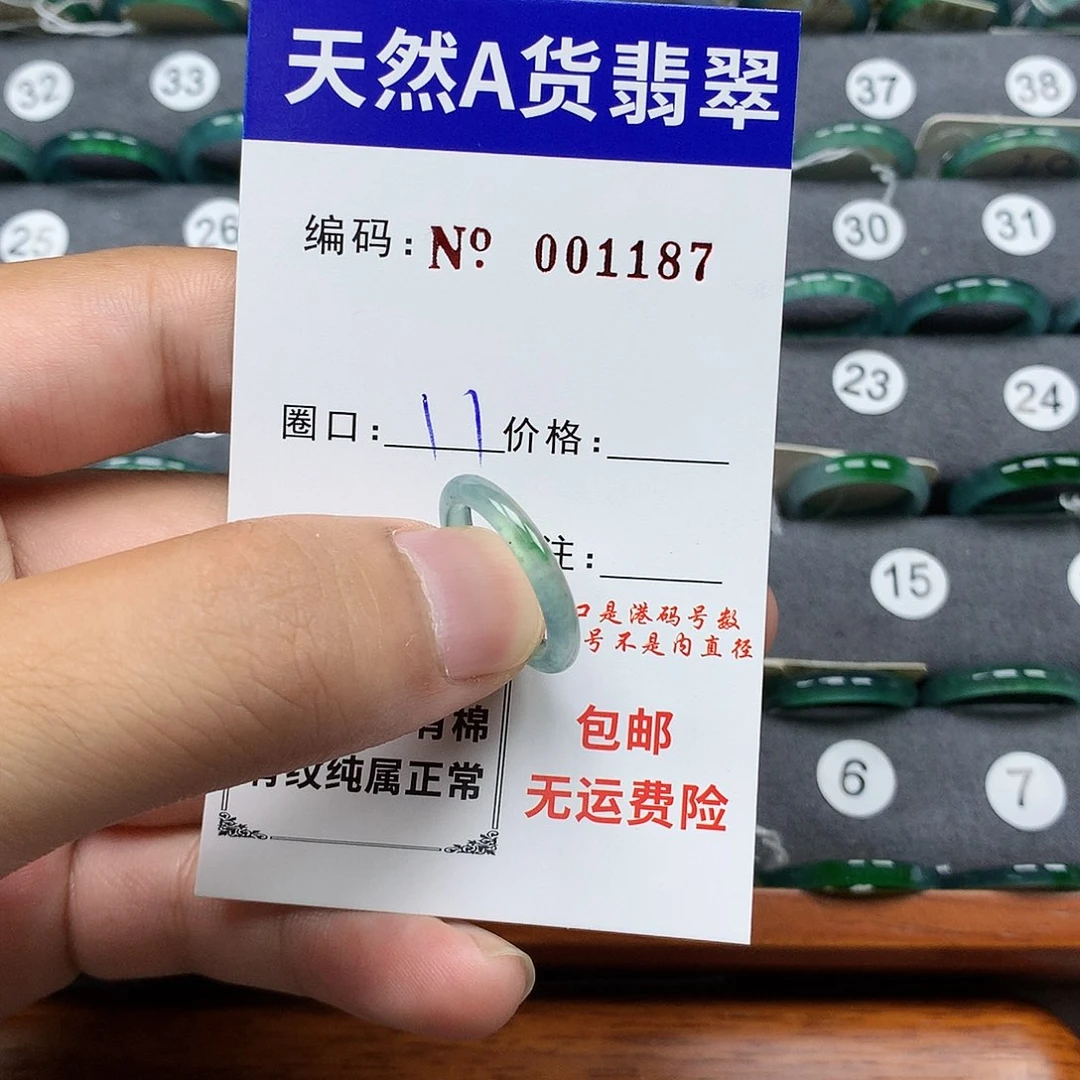 天然A货翡翠
编码: Nº 001187
圈口: 11 价格:
注:
口是港码号数
号不是内直径
有棉
有纹纯属正常
包邮
无运费险
32
33
37
38
25
26
30
31
23
24
15
6
7